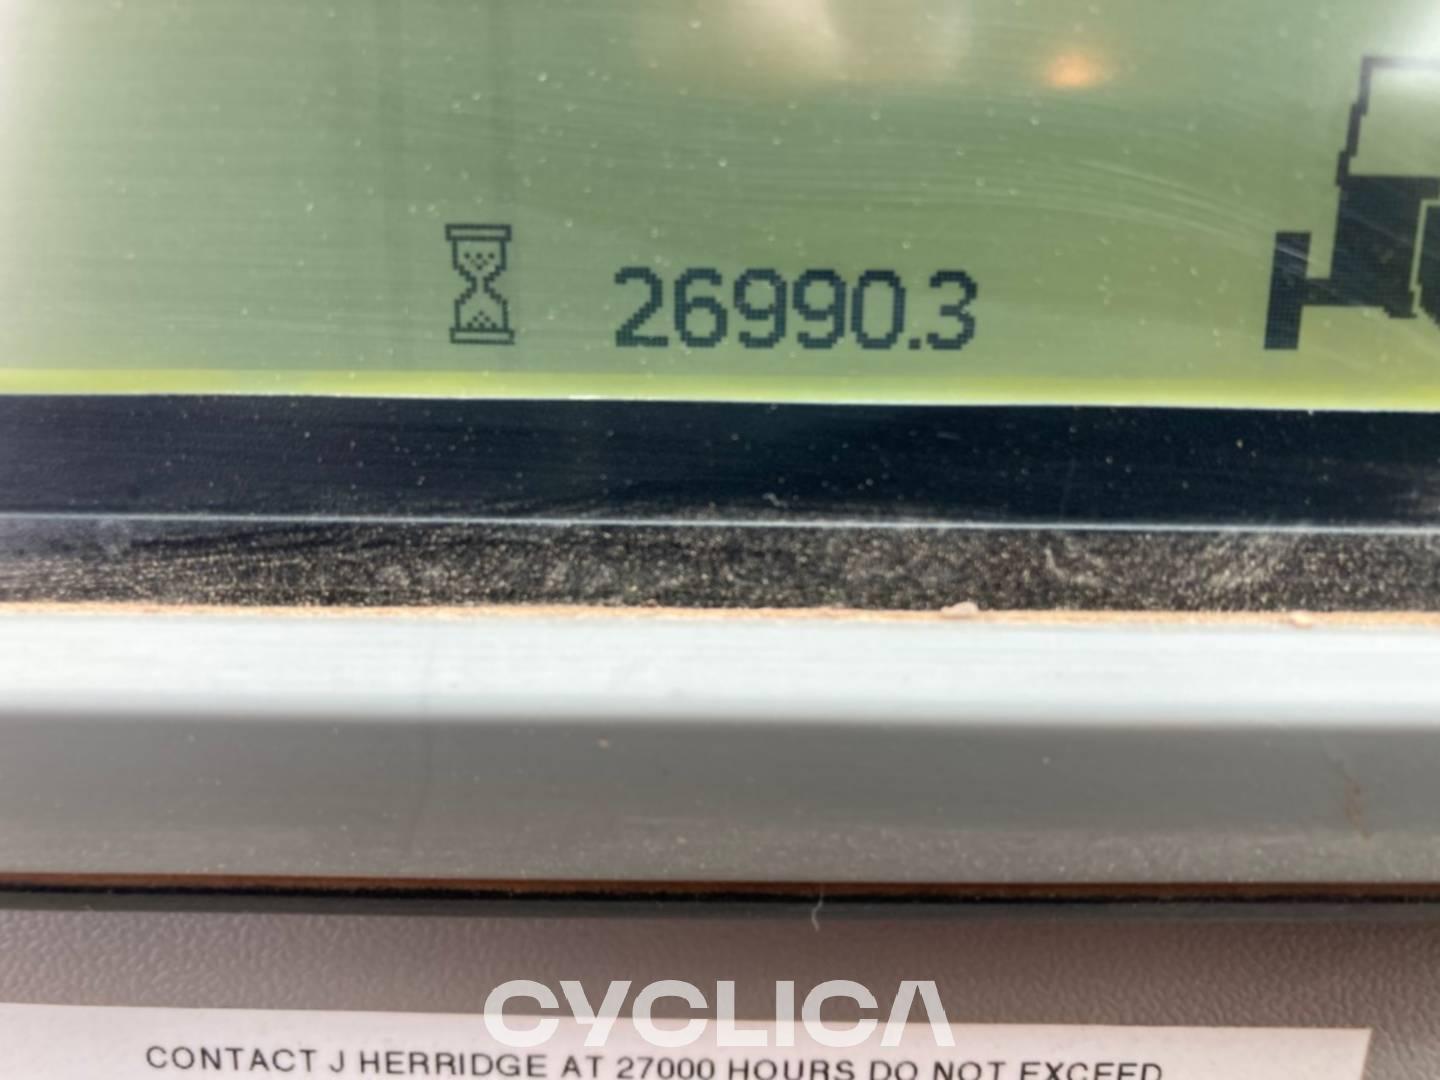 26990.3
CYCLICA
CONTACT J HERRIDGE AT 27000 HOURS DO NOT EXCEED